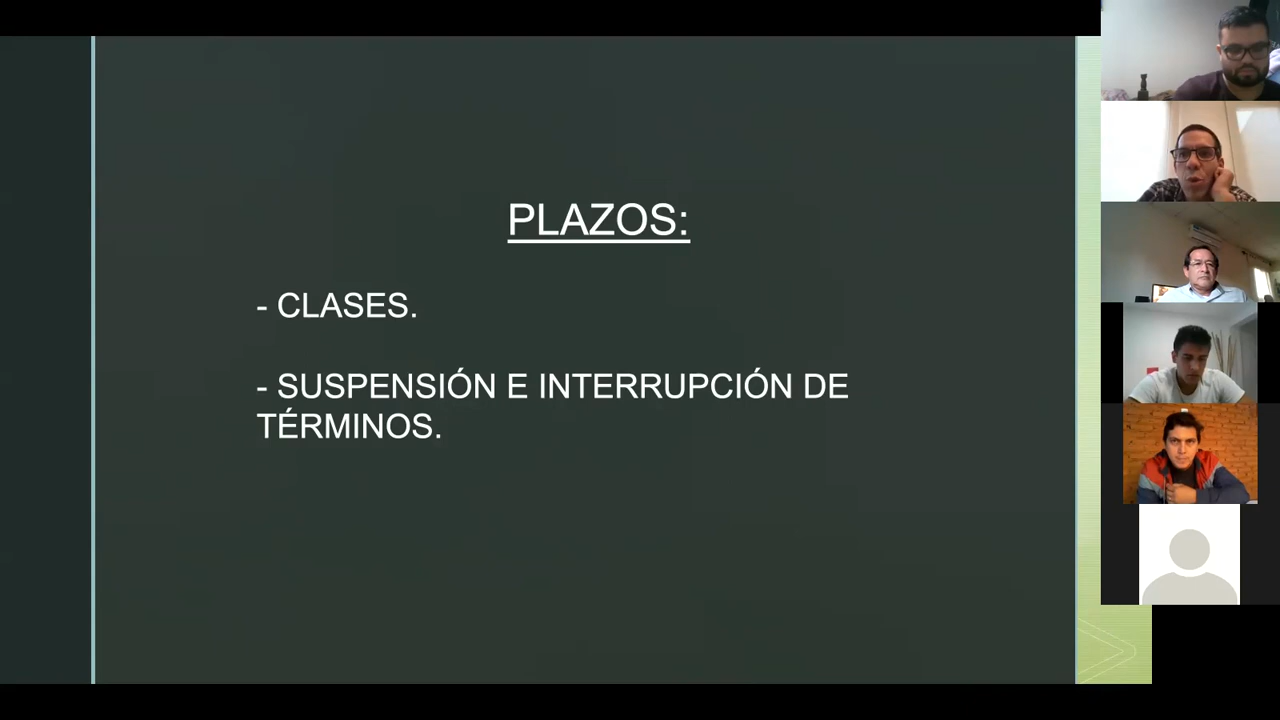 PLAZOS:
- CLASES.
- SUSPENSIÓN E INTERRUPCIÓN DE
TÉRMINOS.